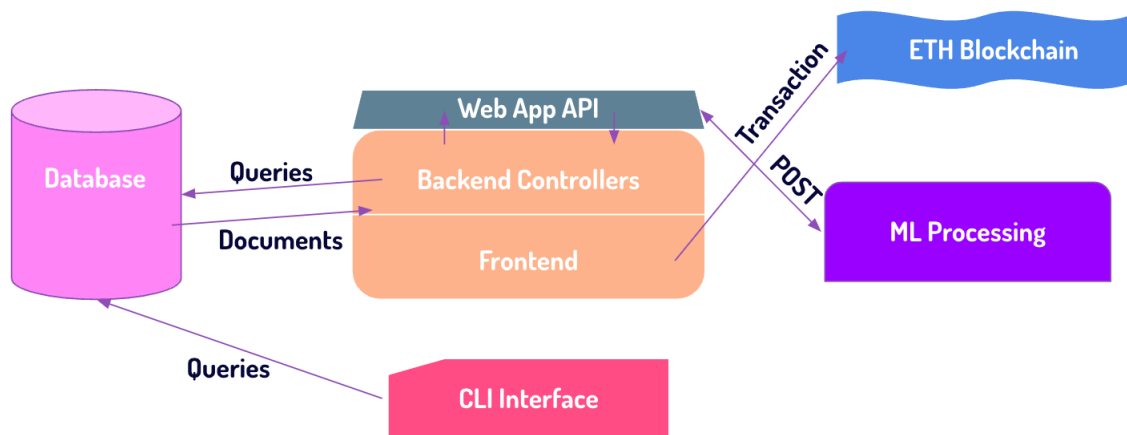 ETH Blockchain
Transaction
Web App API
Database
Queries
Backend Controllers
POST
Documents
Frontend
ML Processing
Queries
CLI Interface